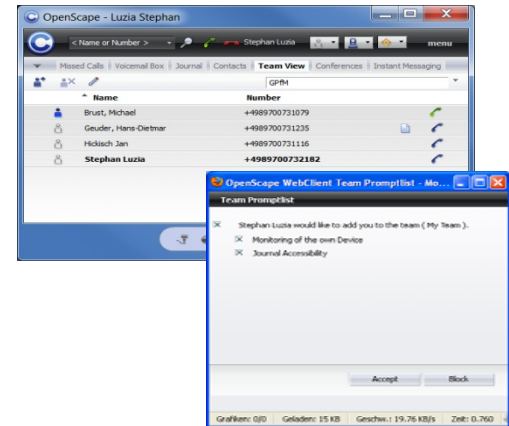 OpenScape - Luzia Stephan
< Name or Number > Stephan Luzia menu
Missed Calls Voicemail Box Journal Contacts Team View Conferences Instant Messaging
GPfM
Name Number
Brust, Michael +4989700731079
Geuder, Hans-Dietmar +4989700731235
Hickisch Jan +4989700731116
Stephan Luzia +4989700732182
OpenScape WebClient Team Promptlist - Mo...
Team Promptlist
Stephan Luzia would like to add you to the team ( My Team ).
Monitoring of the own Device
Journal Accessibility
Accept Block
Grafiken: 0/0 Geladen: 15 KB Geschw.: 19.76 KB/s Zeit: 0.760